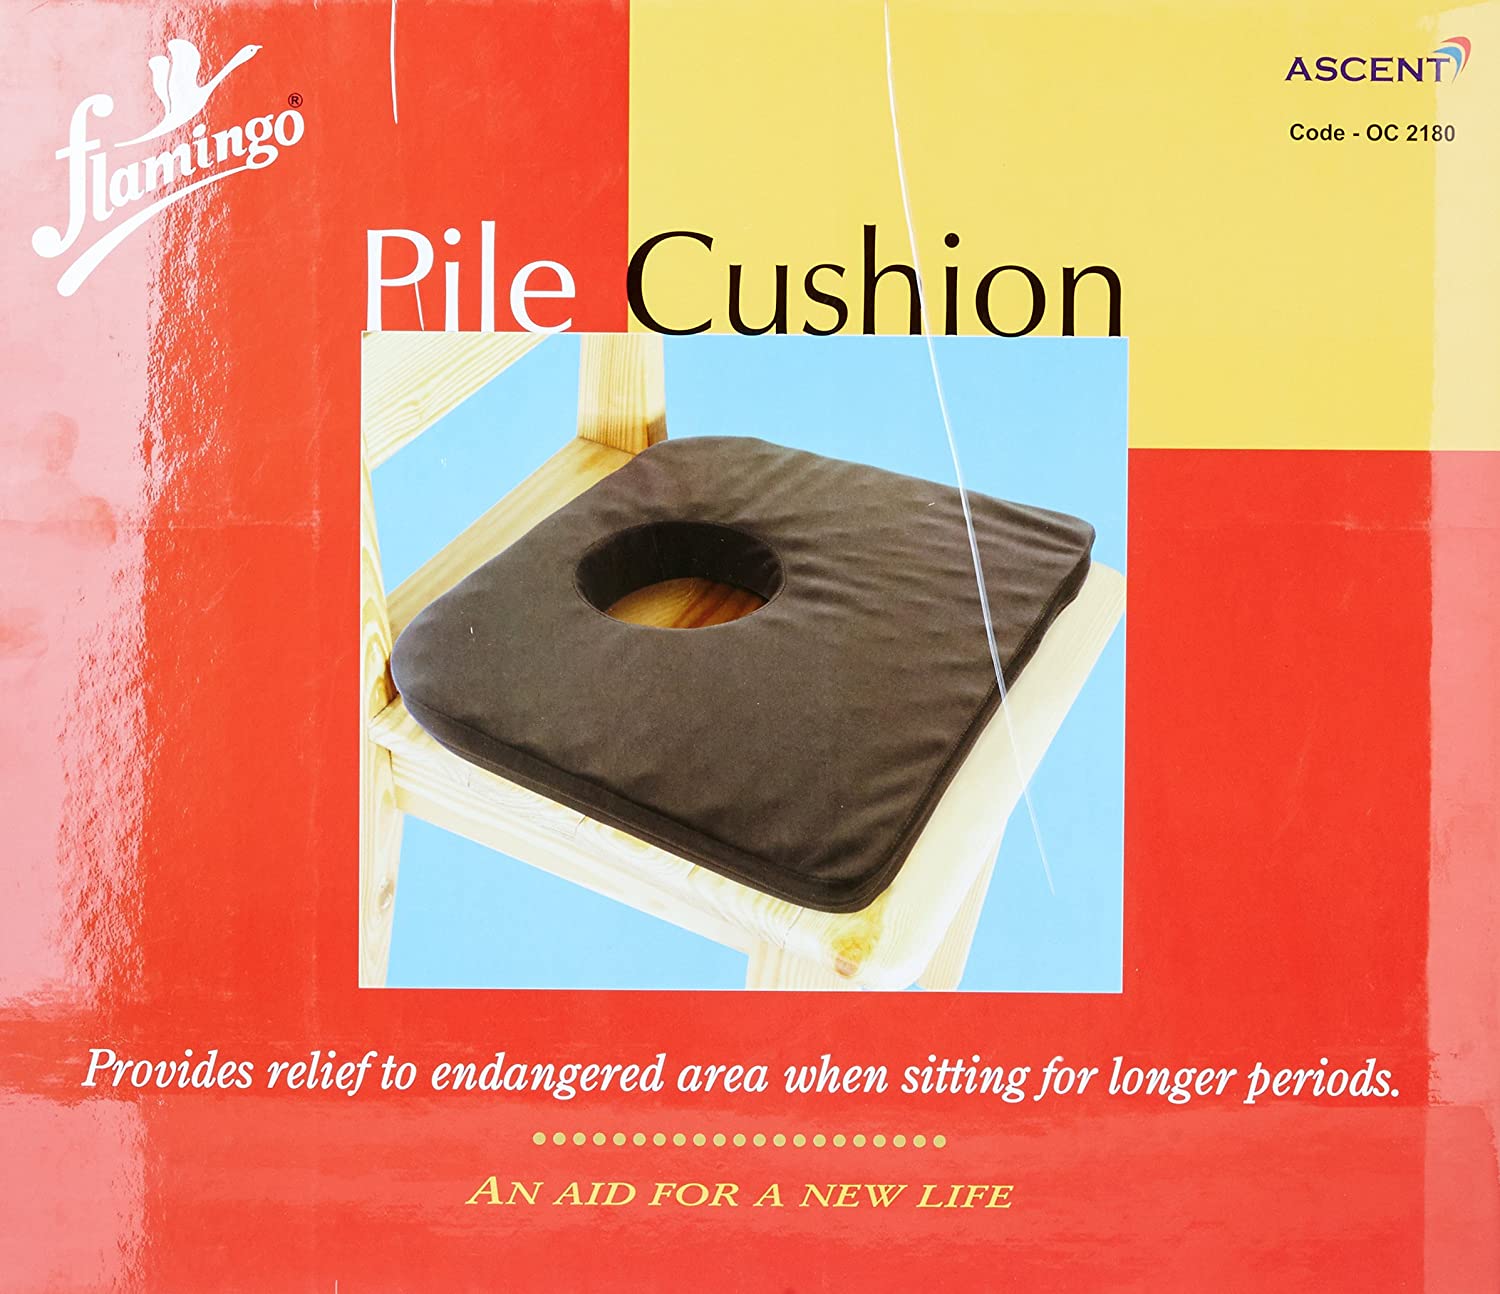 flamingo®
ASCENT
Code - OC 2180
Pile Cushion
Provides relief to endangered area when sitting for longer periods.
AN AID FOR A NEW LIFE